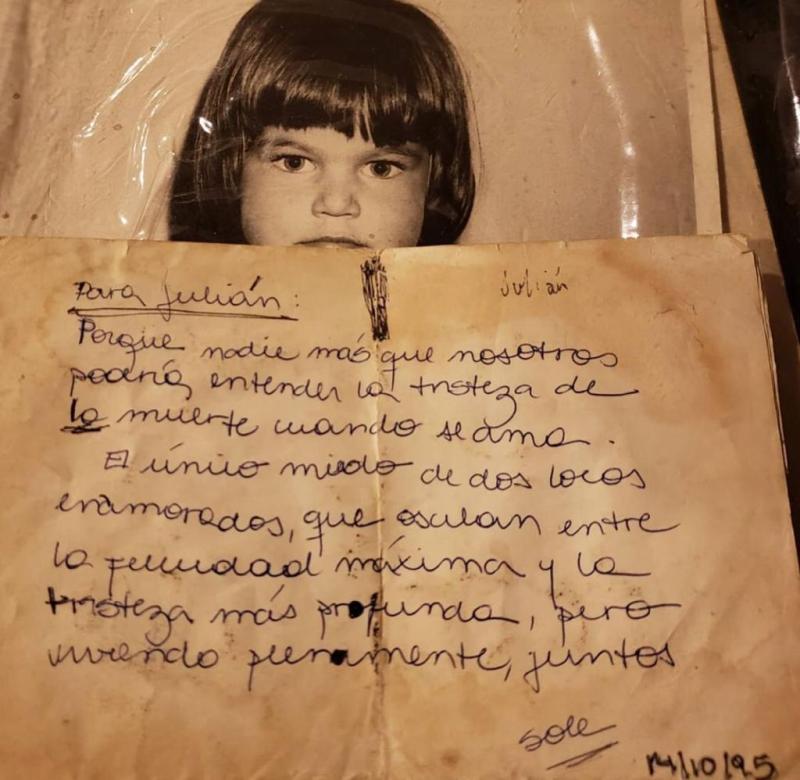 Para Julián:
Julián
Porque nadie más que nosotros
podría entender la tristeza de
la muerte cuando se ama.
El único miedo de dos locos
enamorados, que oscilan entre
la felicidad máxima y la
tristeza más profunda, pero
viviendo plenamente, juntos
Sole
14/10/95